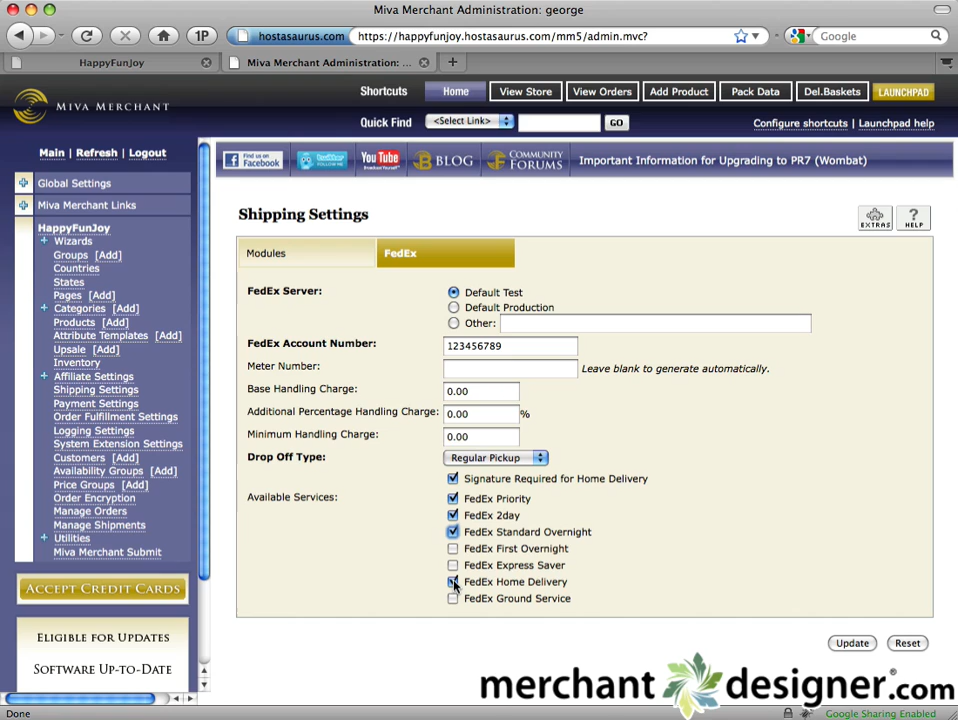 Miva Merchant Administration: george
1P
hostasaurus.com
https://happyfunjoy.hostasaurus.com/mm5/admin.mvc?
Google
HappyFunJoy
Miva Merchant Administration: ...
MIVA MERCHANT
Shortcuts
Home
View Store
View Orders
Add Product
Pack Data
Del.Baskets
LAUNCHPAD
Quick Find
<Select Link>
GO
Configure shortcuts | Launchpad help
Main | Refresh | Logout
Find us on Facebook
twitter
FOLLOW ME
YouTube
Broadcast Yourself
BLOG
COMMUNITY FORUMS
Important Information for Upgrading to PR7 (Wombat)
Global Settings
Miva Merchant Links
HappyFunJoy
Wizards
Groups [Add]
Countries
States
Pages [Add]
Categories [Add]
Products [Add]
Attribute Templates [Add]
Upsale [Add]
Inventory
Affiliate Settings
Shipping Settings
Payment Settings
Order Fulfillment Settings
Logging Settings
System Extension Settings
Customers [Add]
Availability Groups [Add]
Price Groups [Add]
Order Encryption
Manage Orders
Manage Shipments
Utilities
Miva Merchant Submit
ACCEPT CREDIT CARDS
ELIGIBLE FOR UPDATES
SOFTWARE UP-TO-DATE
Shipping Settings
EXTRAS
? HELP
Modules
FedEx
FedEx Server:
Default Test
Default Production
Other:
FedEx Account Number:
123456789
Meter Number:
Leave blank to generate automatically.
Base Handling Charge:
0.00
Additional Percentage Handling Charge:
0.00 %
Minimum Handling Charge:
0.00
Drop Off Type:
Regular Pickup
Signature Required for Home Delivery
Available Services:
FedEx Priority
FedEx 2day
FedEx Standard Overnight
FedEx First Overnight
FedEx Express Saver
FedEx Home Delivery
FedEx Ground Service
Update
Reset
merchant designer®.com
Done
Google Sharing Enabled